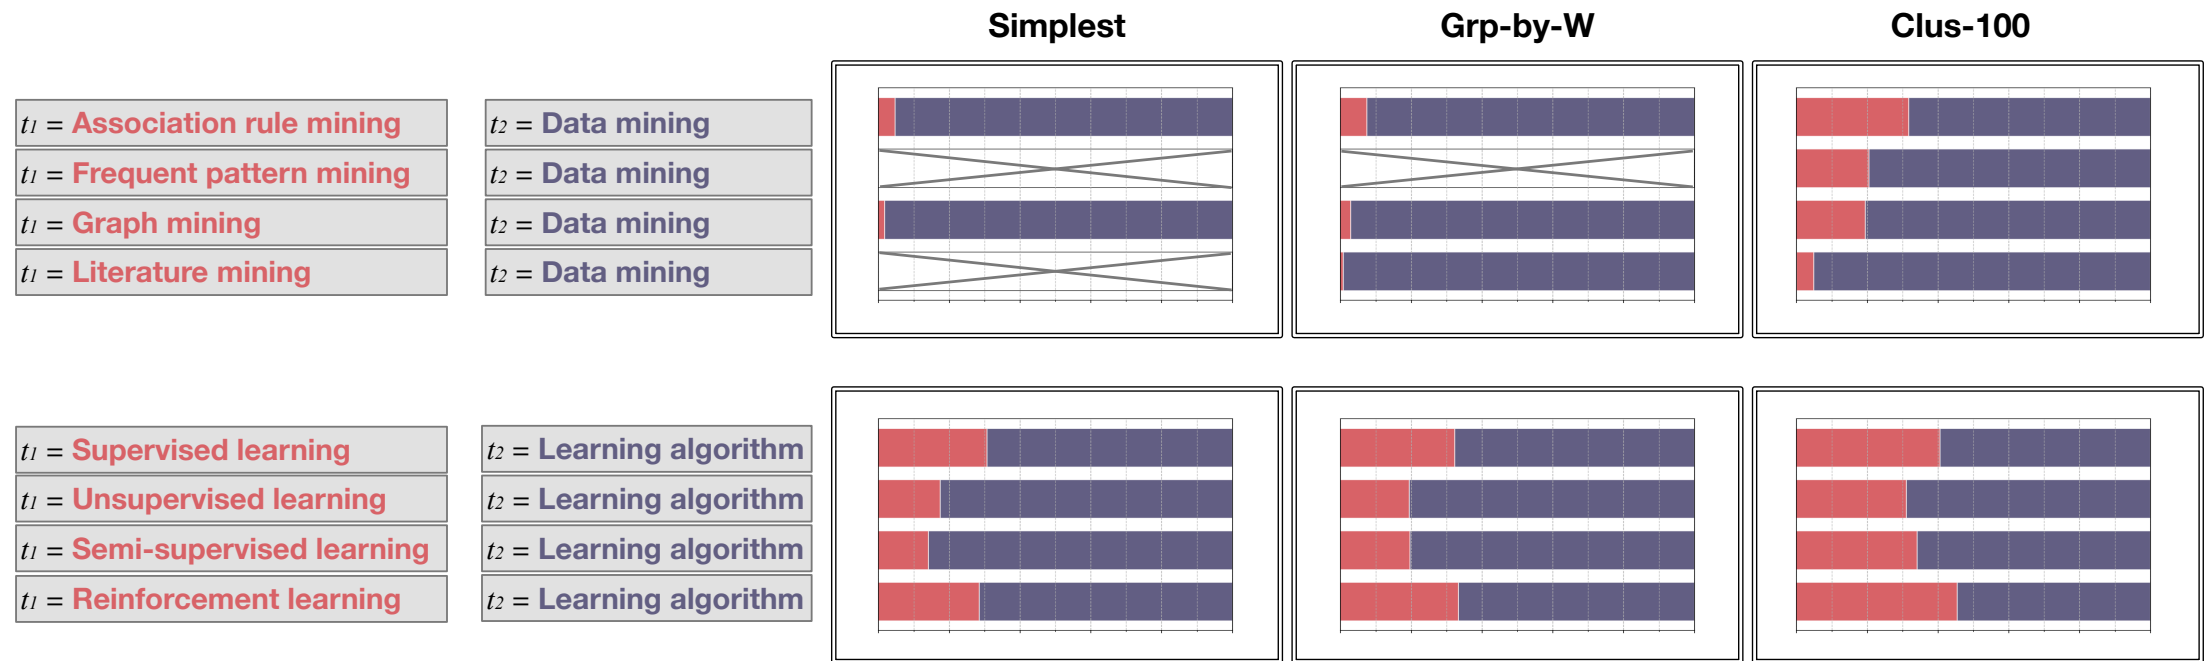 Simplest Grp-by-W Clus-100
t1 = Association rule mining t2 = Data mining
t1 = Frequent pattern mining t2 = Data mining
t1 = Graph mining t2 = Data mining
t1 = Literature mining t2 = Data mining
t1 = Supervised learning t2 = Learning algorithm
t1 = Unsupervised learning t2 = Learning algorithm
t1 = Semi-supervised learning t2 = Learning algorithm
t1 = Reinforcement learning t2 = Learning algorithm